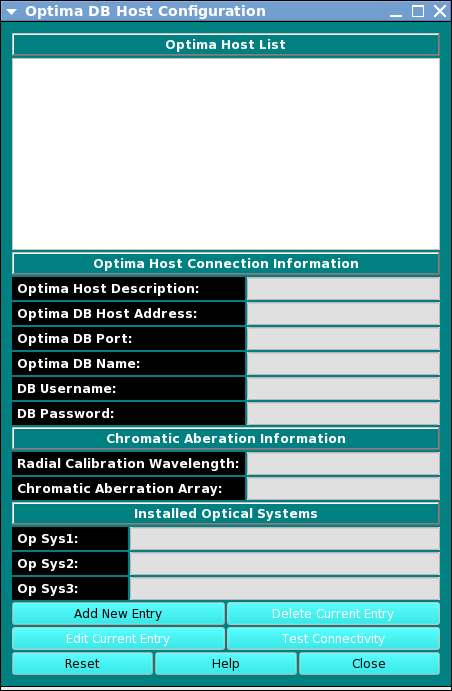 Optima DB Host Configuration
Optima Host List
Optima Host Connection Information
Optima Host Description:
Optima DB Host Address:
Optima DB Port:
Optima DB Name:
DB Username:
DB Password:
Chromatic Aberation Information
Radial Calibration Wavelength:
Chromatic Aberration Array:
Installed Optical Systems
Op Sys1:
Op Sys2:
Op Sys3:
Add New Entry Delete Current Entry
Edit Current Entry Test Connectivity
Reset Help Close